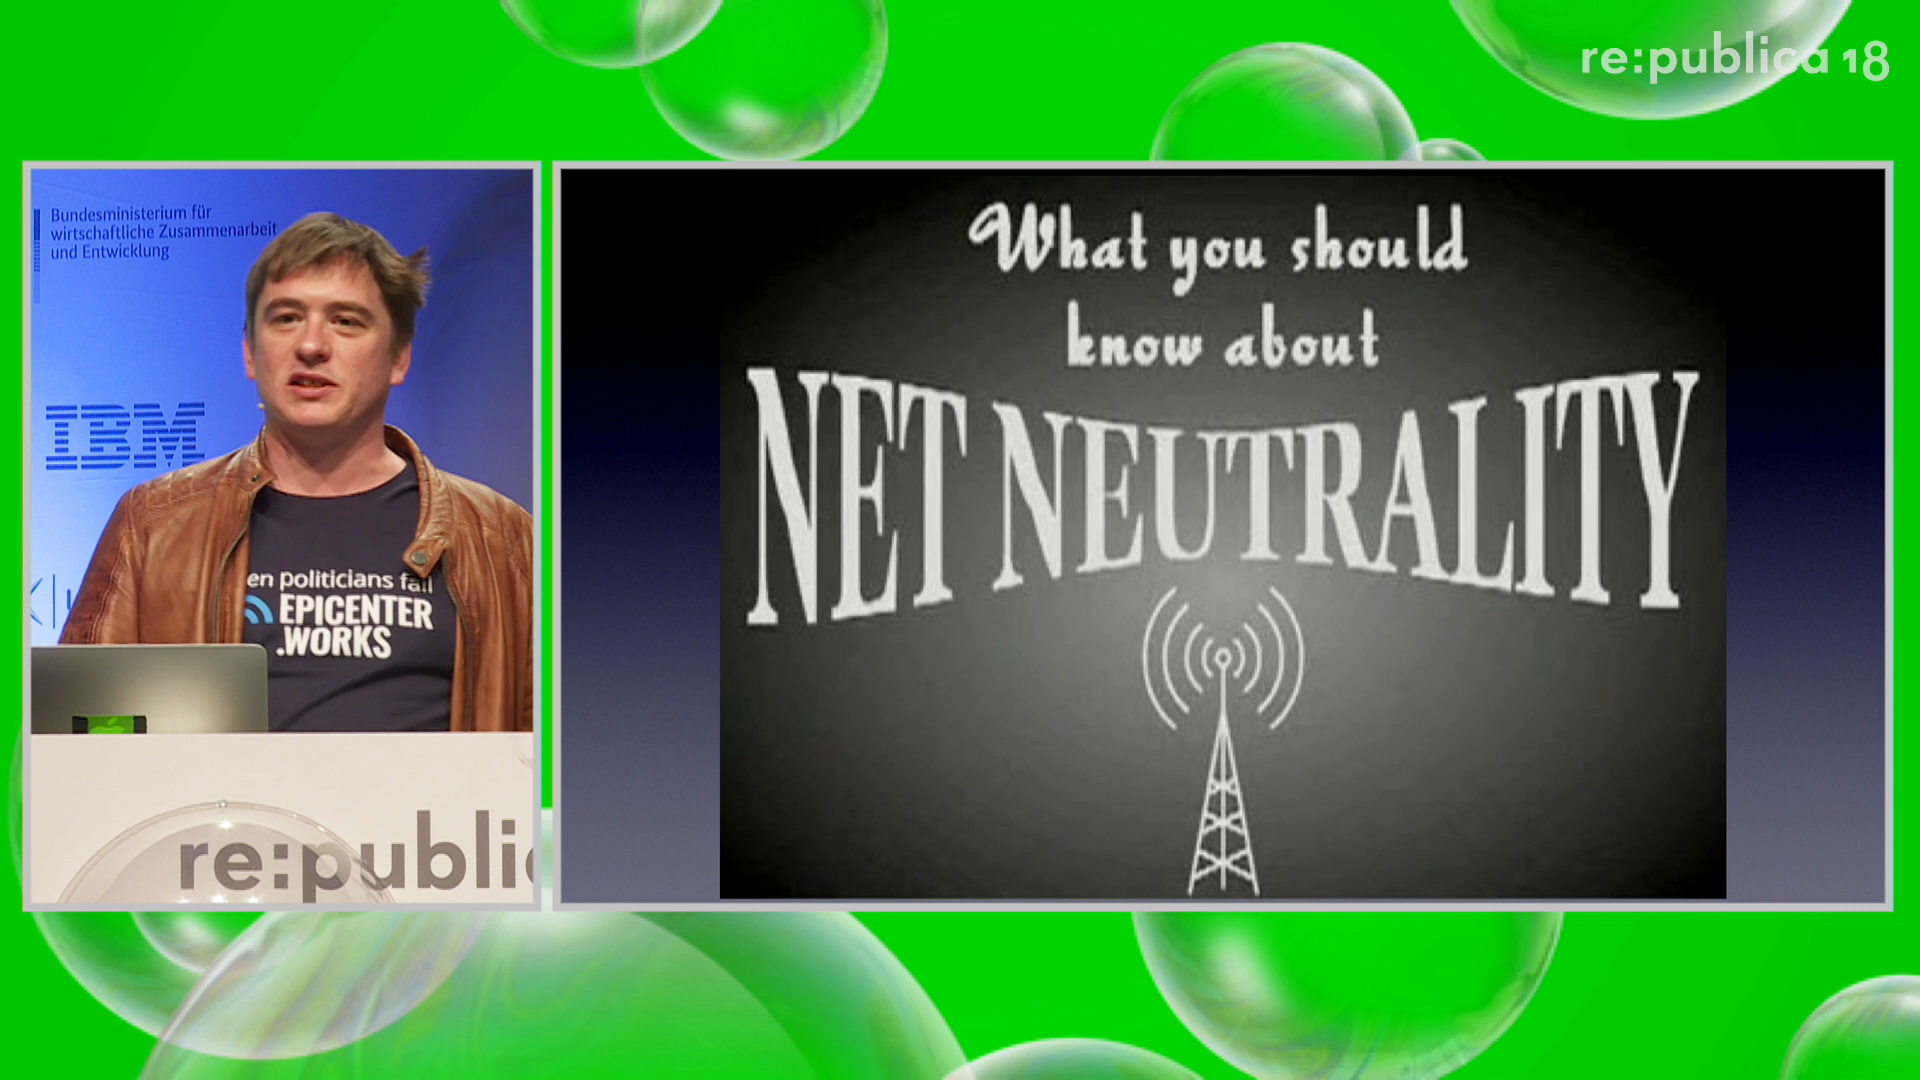 re:publica 18
Bundesministerium für
wirtschaftliche Zusammenarbeit
und Entwicklung
IBM
en politicians fail
EPICENTER
.WORKS
re:public
What you should
know about
NET NEUTRALITY